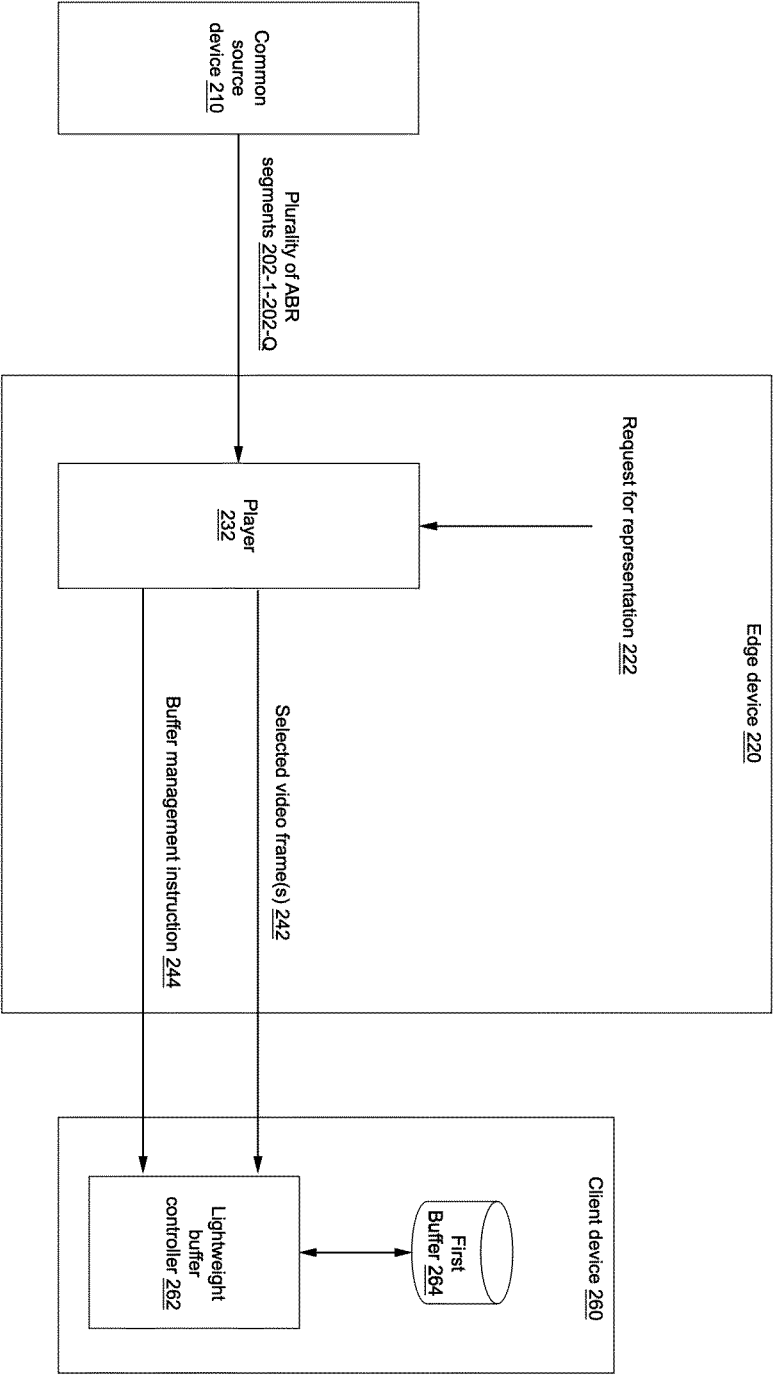 Common
source
device 210
Plurality of ABR
segments 202-1-202-Q
Edge device 220
Request for representation 222
Player
232
Selected video frame(s) 242
Buffer management instruction 244
Client device 260
First
Buffer 264
Lightweight
buffer
controller 262